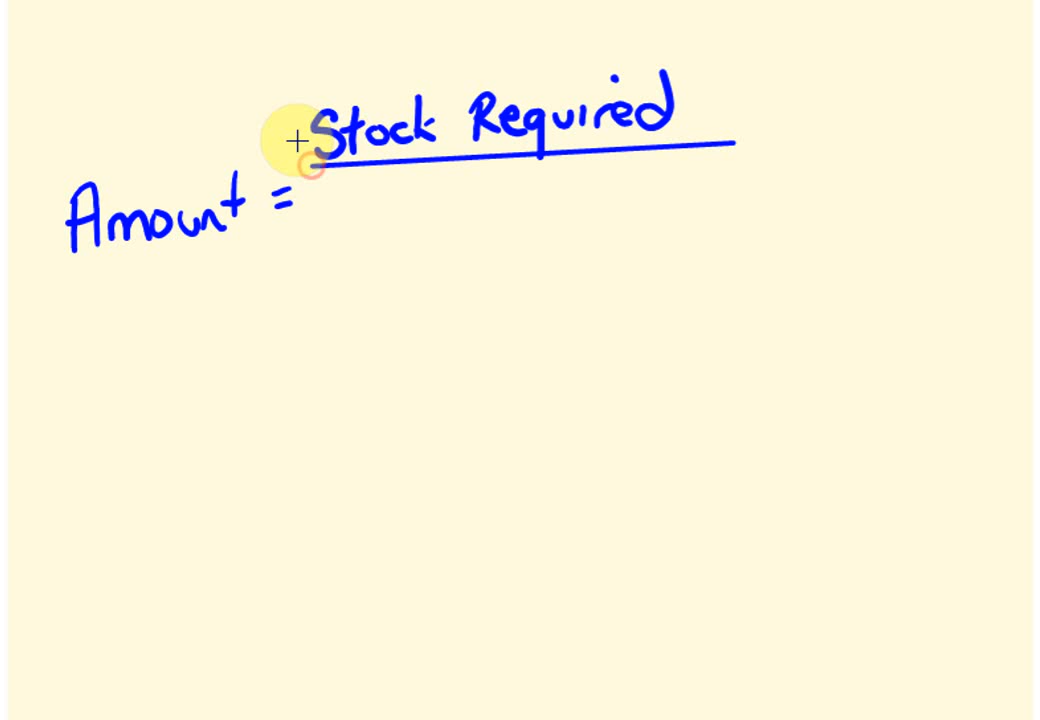 Stock Required
Amount =